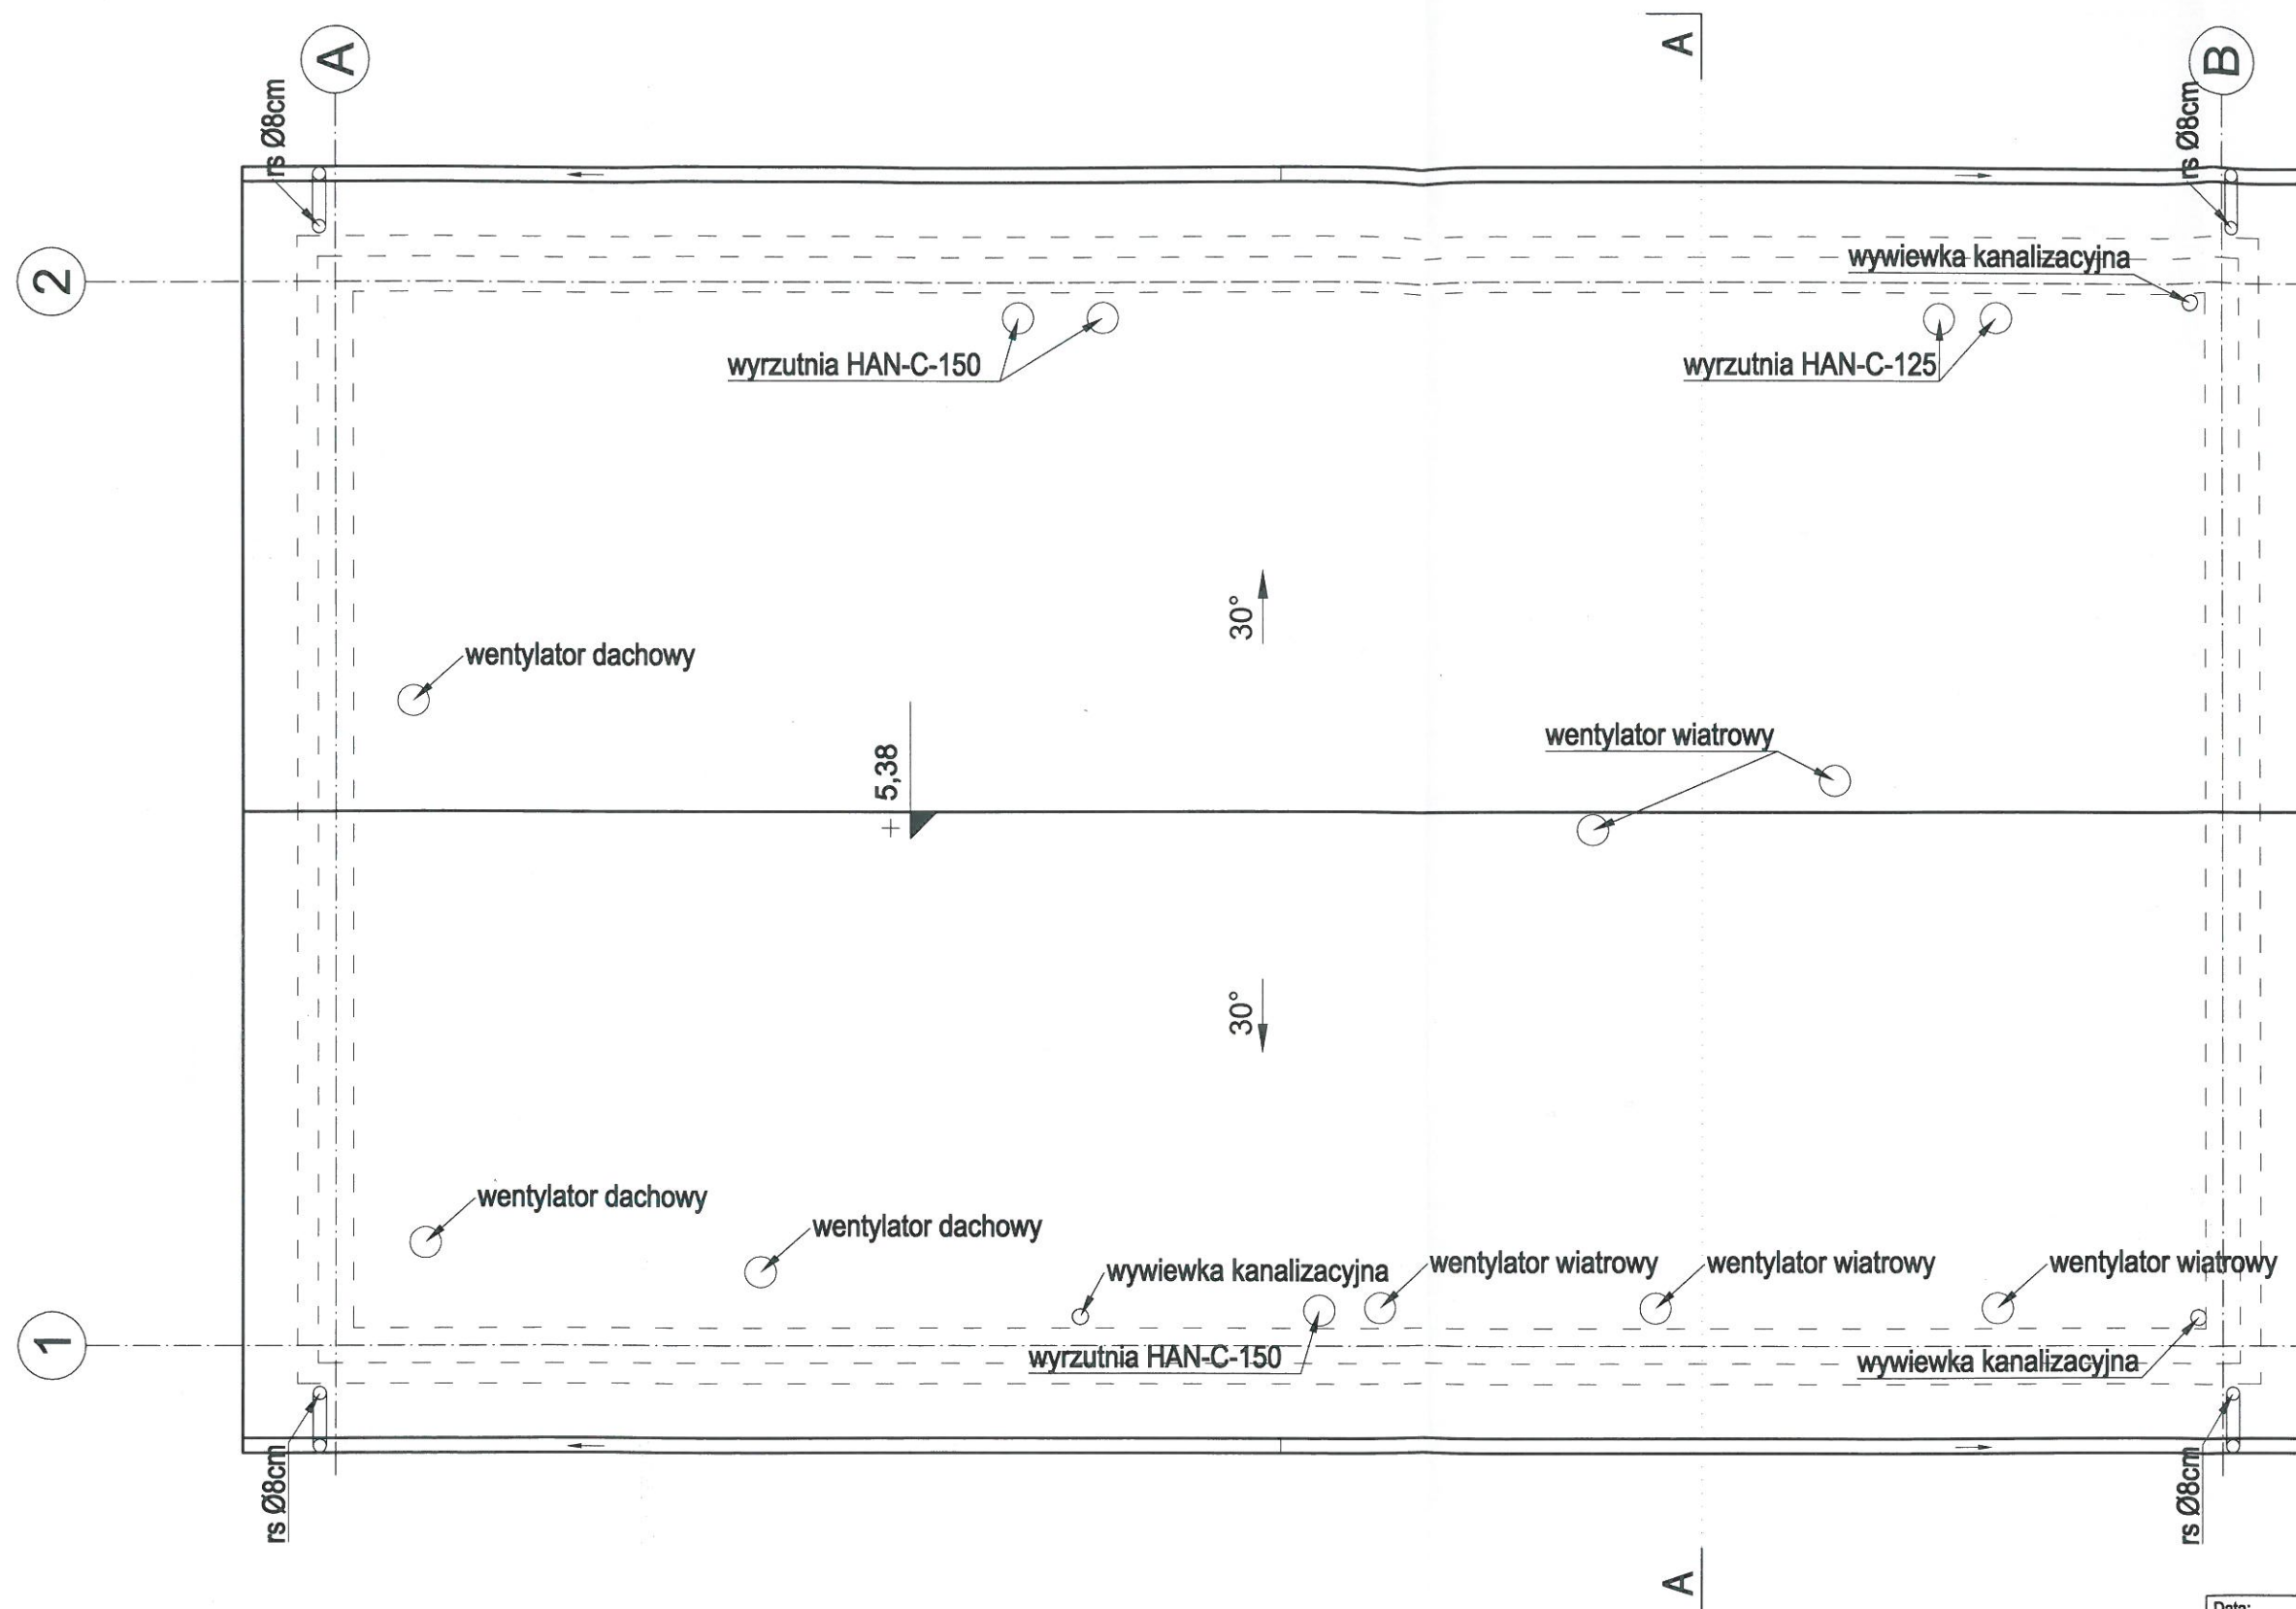 A
A
B
rs Ø8cm
rs Ø8cm
2
wywiewka kanalizacyjna
wyrzutnia HAN-C-150
wyrzutnia HAN-C-125
30°
wentylator dachowy
wentylator wiatrowy
+ 5,38
30°
wentylator dachowy
wentylator dachowy
wywiewka kanalizacyjna
wentylator wiatrowy
wentylator wiatrowy
wentylator wiatrowy
1
wyrzutnia HAN-C-150
wywiewka kanalizacyjna
rs Ø8cm
rs Ø8cm
A
Data: